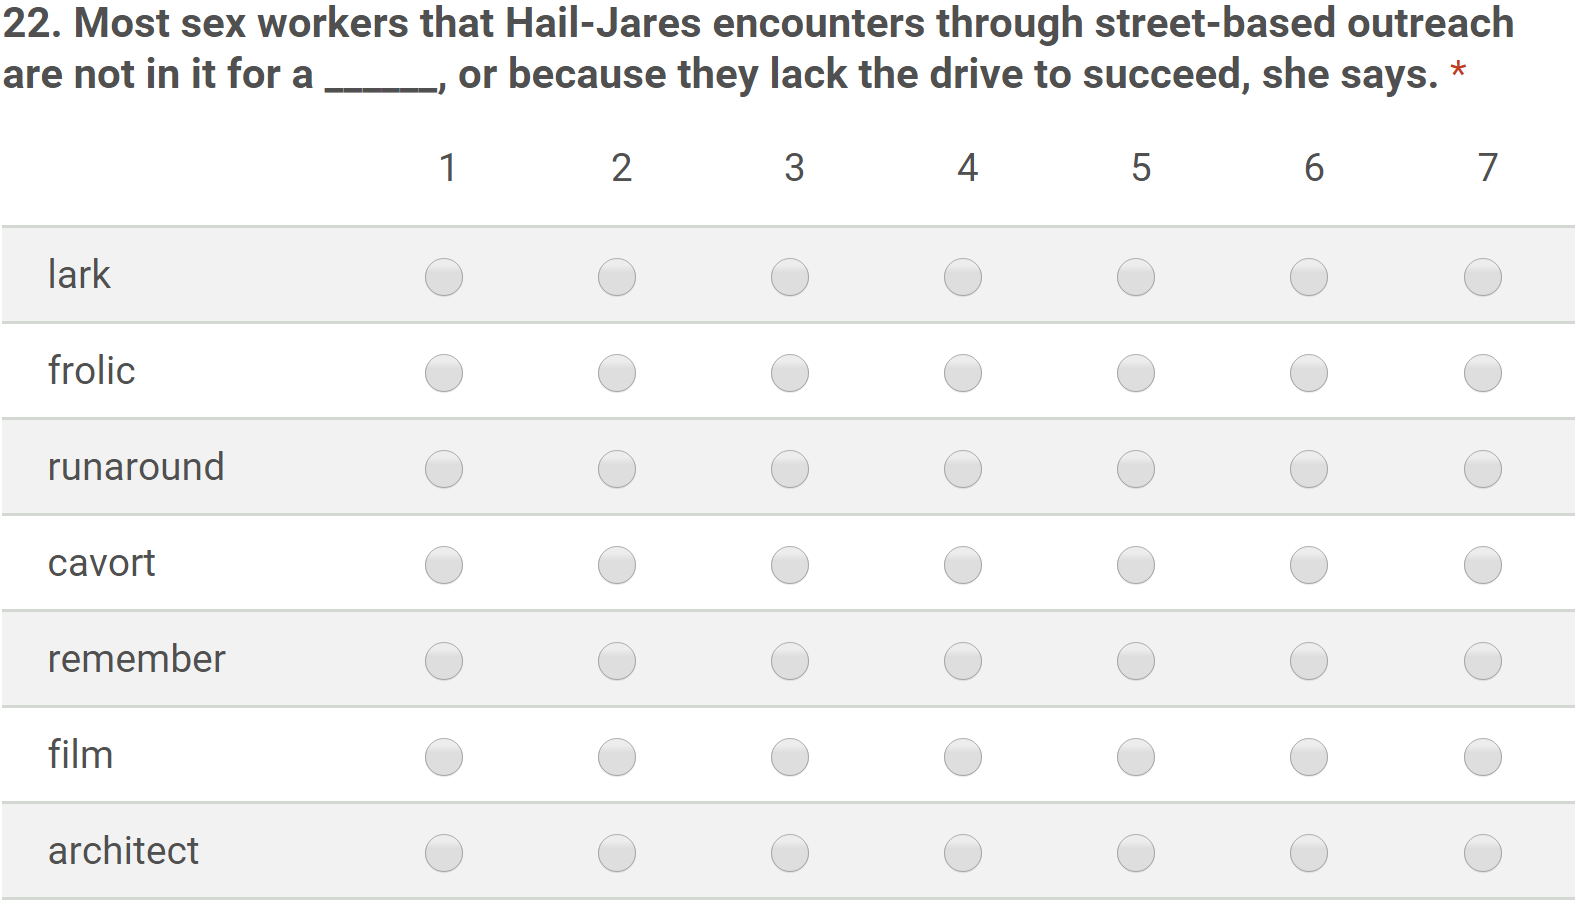 22. Most sex workers that Hail-Jares encounters through street-based outreach
are not in it for a ______, or because they lack the drive to succeed, she says. *
1 2 3 4 5 6 7
lark
frolic
runaround
cavort
remember
film
architect